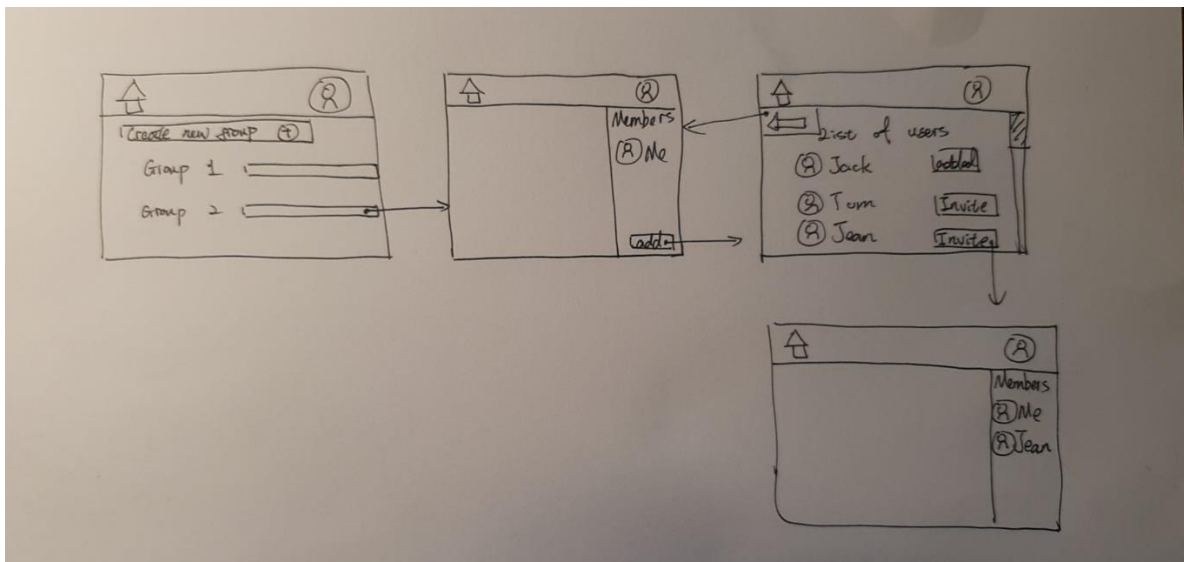 Create new group +
Group 1
Group 2
Members
Me
add
List of users
Jack
added
Tom
Invite
Jean
Invite
Members
Me
Jean